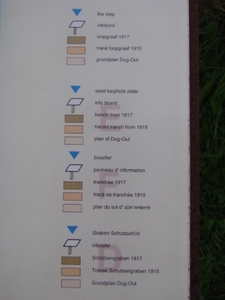 fire step
infobord
loopgraaf 1917
tracé loopgraaf 1915
grondplan Dug-Out
E
steel loophole plate
info board
trench from 1917
traced trench from 1915
plan of Dug-Out
F
bouclier
panneau d' information
tranchée 1917
tracé de tranchée 1915
plan du sol d' abri enterré
D
Graben Schutzschild
Infotafel
Schützengraben 1917
Trasse Schützengraben 1915
Grundplan Dug-Out